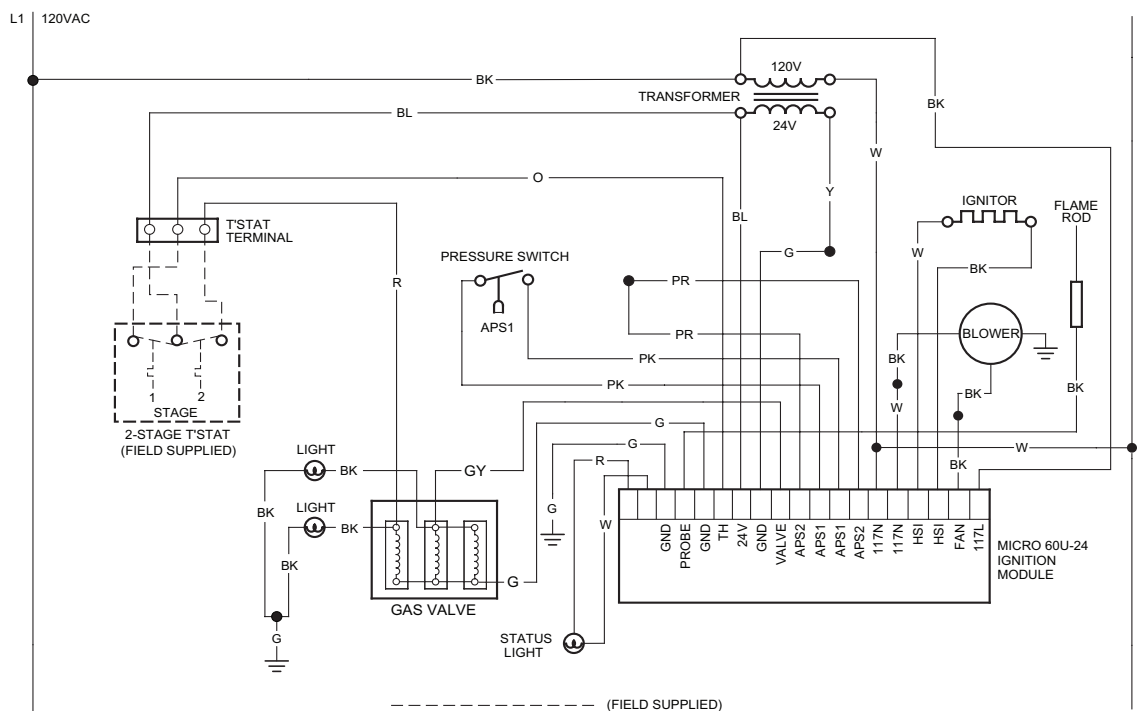 L1 120VAC
BK
120V
TRANSFORMER
24V
BK
BL
W
O
Y
BL
T'STAT
TERMINAL
IGNITOR
FLAME
ROD
W
PRESSURE SWITCH
G
BK
R
PR
APS1
PR
BLOWER
PK
BK
PK
BK
BK
1 2
STAGE
W
2-STAGE T'STAT
(FIELD SUPPLIED)
LIGHT
G
G
W
BK
GY
R
BK
LIGHT
BK
BK
G
W
BK
GAS VALVE
G
GND
PROBE
GND
TH
24V
GND
VALVE
APS2
APS1
APS1
APS2
117N
117N
HSI
HSI
FAN
117L
MICRO 60U-24
IGNITION
MODULE
G
STATUS
LIGHT
(FIELD SUPPLIED)